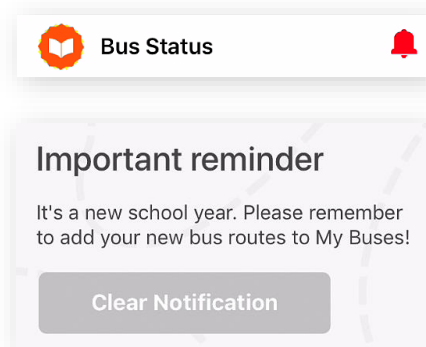 Bus Status
Important reminder
It's a new school year. Please remember
to add your new bus routes to My Buses!
Clear Notification